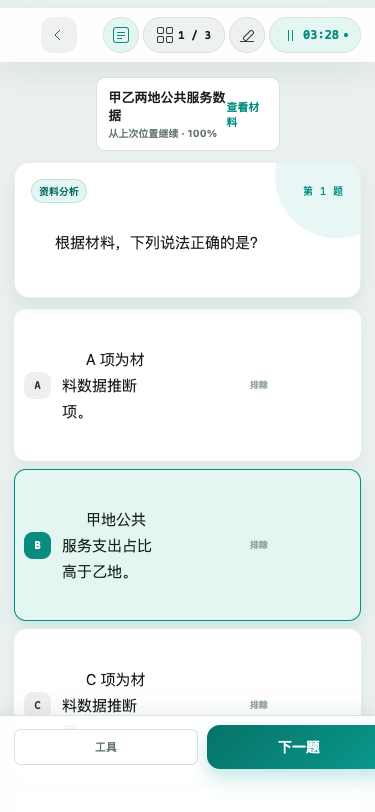 1 / 3
03:28
甲乙两地公共服务数
据
从上次位置继续 · 100%
查看材
料
资料分析
第 1 题
根据材料，下列说法正确的是?
A
A 项为材
料数据推断
项。
排除
B
甲地公共
服务支出占比
高于乙地。
排除
C
C 项为材
料数据推断
排除
工具
下一题